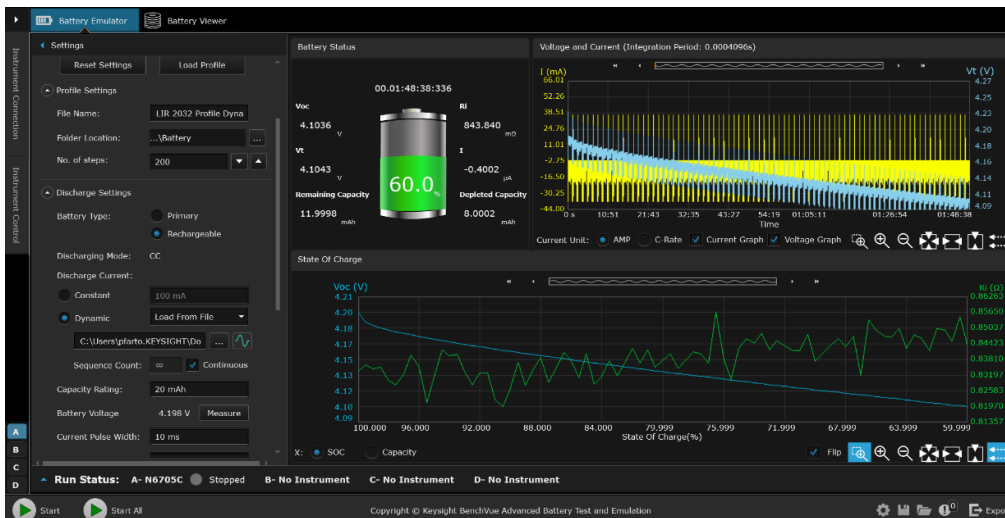 Battery Emulator
Battery Viewer
Instrument Connection
Instrument Control
A
B
C
D
Settings
Reset Settings
Load Profile
Profile Settings
File Name:
LIR 2032 Profile Dyna
Folder Location:
...\Battery
...
No. of steps:
200
Discharge Settings
Battery Type:
Primary
Rechargeable
Discharging Mode:
CC
Discharge Current:
Constant
100 mA
Dynamic
Load From File
C:\Users\pfarto.KEYSIGHT\Do
...
Sequence Count:
∞
Continuous
Capacity Rating:
20 mAh
Battery Voltage
4.198 V
Measure
Current Pulse Width:
10 ms
Battery Status
00.01:48:38:336
Voc
4.1036 V
Ri
843.840 mΩ
Vt
4.1043 V
I
-0.4002 µA
60.0%
Remaining Capacity
11.9998 mAh
Depleted Capacity
8.0002 mAh
Voltage and Current (Integration Period: 0.0004096s)
I (mA)
66.01
52.26
38.51
24.76
11.01
-2.75
-16.50
-30.25
-44.00
Vt (V)
4.27
4.25
4.23
4.20
4.18
4.16
4.14
4.11
4.09
0 s 10:51 21:43 32:35 43:27 54:19 01:05:11 01:26:54 01:48:38
Time
Current Unit: AMP C-Rate Current Graph Voltage Graph
State Of Charge
Voc (V)
4.21
4.20
4.18
4.17
4.15
4.13
4.12
4.10
4.09
Ri (Ω)
0.86263
0.85650
0.85037
0.84423
0.83810
0.83197
0.82583
0.81970
0.81357
100.000 96.000 92.000 88.000 84.000 79.999 75.999 71.999 67.999 63.999 59.999
State Of Charge(%)
X: SOC Capacity
Flip
Run Status: A- N6705C Stopped B- No Instrument C- No Instrument D- No Instrument
Start
Start All
Copyright © Keysight BenchVue Advanced Battery Test and Emulation
0
Expo